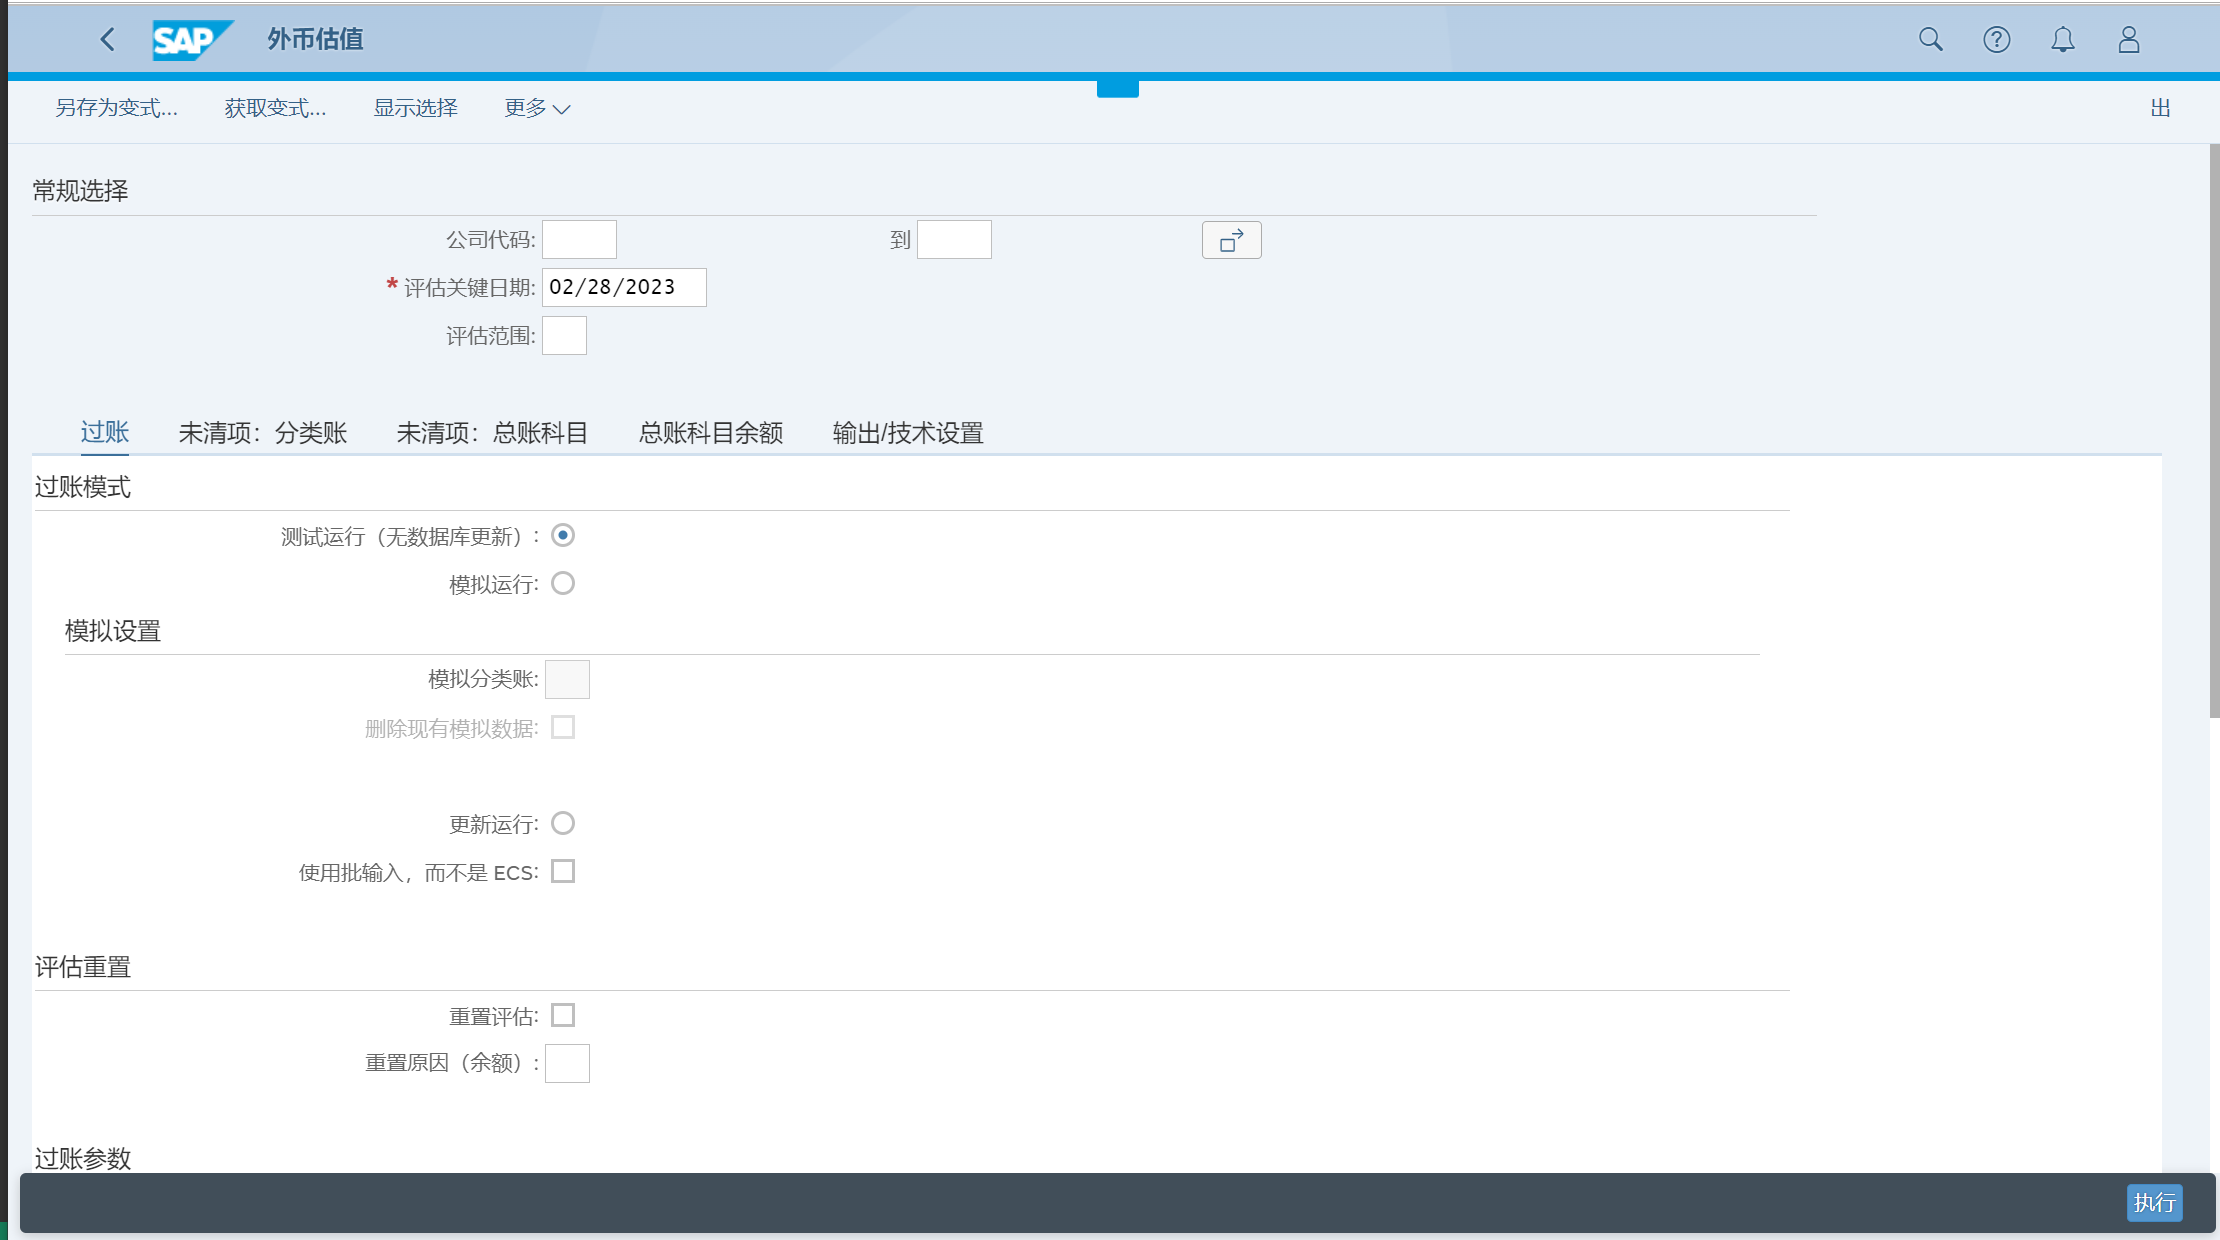 SAP 外币估值
另存为变式... 获取变式... 显示选择 更多 出
常规选择
公司代码: 到
* 评估关键日期: 02/28/2023
评估范围:
过账 未清项：分类账 未清项：总账科目 总账科目余额 输出/技术设置
过账模式
测试运行（无数据库更新）:
模拟运行:
模拟设置
模拟分类账:
删除现有模拟数据:
更新运行:
使用批输入，而不是 ECS:
评估重置
重置评估:
重置原因（余额）:
过账参数
执行